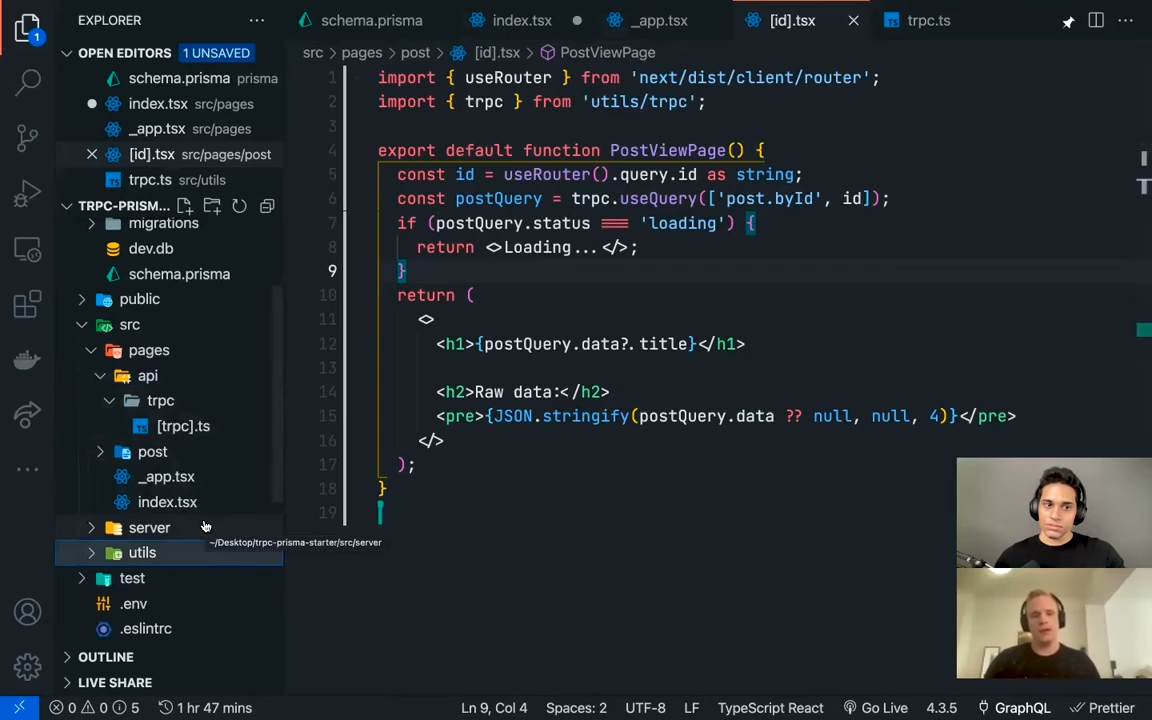 EXPLORER
OPEN EDITORS 1 UNSAVED
schema.prisma prisma
index.tsx src/pages
_app.tsx src/pages
[id].tsx src/pages/post
trpc.ts src/utils
TRPC-PRISM...
migrations
dev.db
schema.prisma
public
src
pages
api
trpc
[trpc].ts
post
_app.tsx
index.tsx
server
~/Desktop/trpc-prisma-starter/src/server
utils
test
.env
.eslintrc
OUTLINE
LIVE SHARE
1
schema.prisma index.tsx _app.tsx [id].tsx trpc.ts
src > pages > post > [id].tsx > PostViewPage
1 import { useRouter } from 'next/dist/client/router';
2 import { trpc } from 'utils/trpc';
3
4 export default function PostViewPage() {
5 const id = useRouter().query.id as string;
6 const postQuery = trpc.useQuery(['post.byId', id]);
7 if (postQuery.status === 'loading') {
8 return <>Loading...</>;
9 }
10 return (
11 <>
12 <h1>{postQuery.data?.title}</h1>
13
14 <h2>Raw data:</h2>
15 <pre>{JSON.stringify(postQuery.data ?? null, null, 4)}</pre>
16 </>
17 );
18 }
19
0 0 5 1 hr 47 mins Ln 9, Col 4 Spaces: 2 UTF-8 LF TypeScript React Go Live 4.3.5 GraphQL Prettier